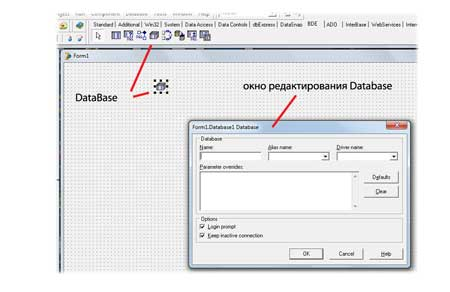 Standard Additional Win32 System Data Access Data Controls dbExpress DataSnap BDE ADO InterBase WebServices
Form1
DataBase
окно редактирования Database
Form1.Database1 Database
Database
Name: Alias name: Driver name:
Parameter overrides:
Defaults
Clear
Options
Login prompt
Keep inactive connection
OK Cancel Help